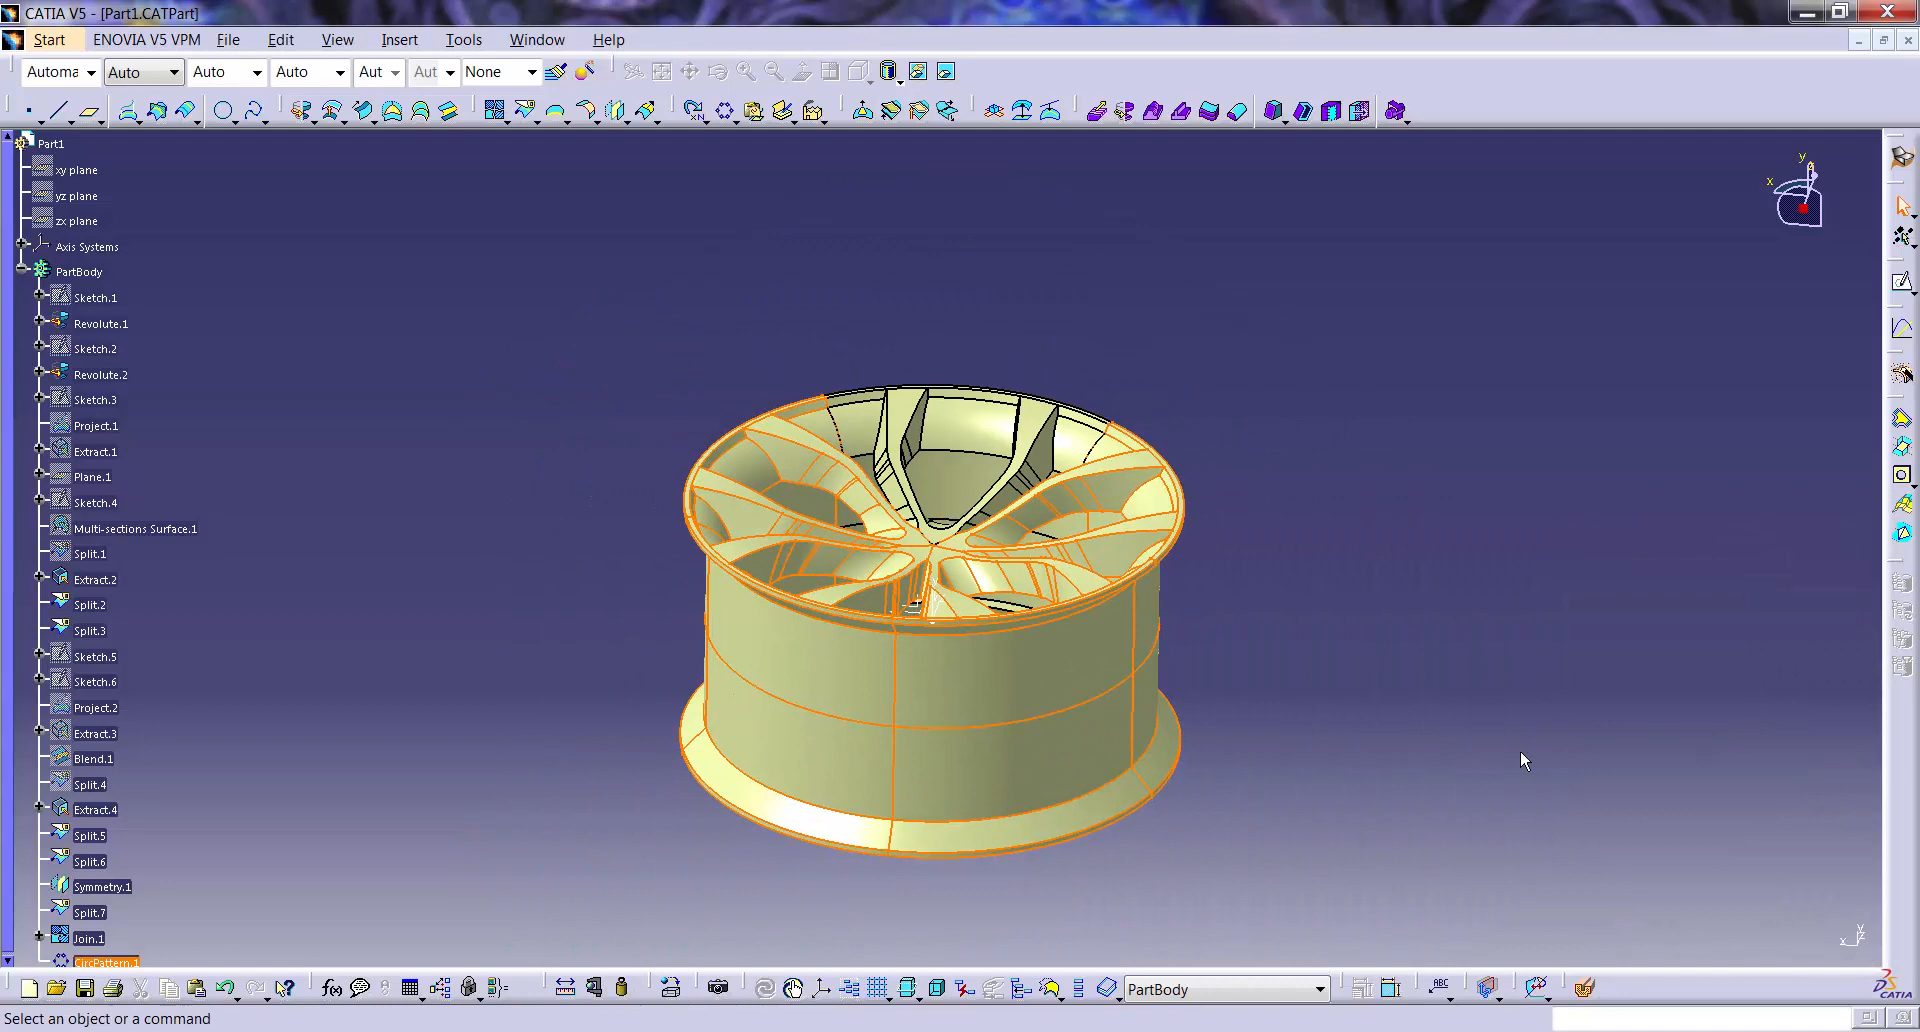 CATIA V5 - [Part1.CATPart]
Start ENOVIA V5 VPM File Edit View Insert Tools Window Help
Automa Auto Auto Auto Aut Aut None
Part1
xy plane
yz plane
zx plane
Axis Systems
PartBody
Sketch.1
Revolute.1
Sketch.2
Revolute.2
Sketch.3
Project.1
Extract.1
Plane.1
Sketch.4
Multi-sections Surface.1
Split.1
Extract.2
Split.2
Split.3
Sketch.5
Sketch.6
Project.2
Extract.3
Blend.1
Split.4
Extract.4
Split.5
Split.6
Symmetry.1
Split.7
Join.1
CircPattern.1
y
x
x y z
f(x)
PartBody
ABC
CATIA
Select an object or a command